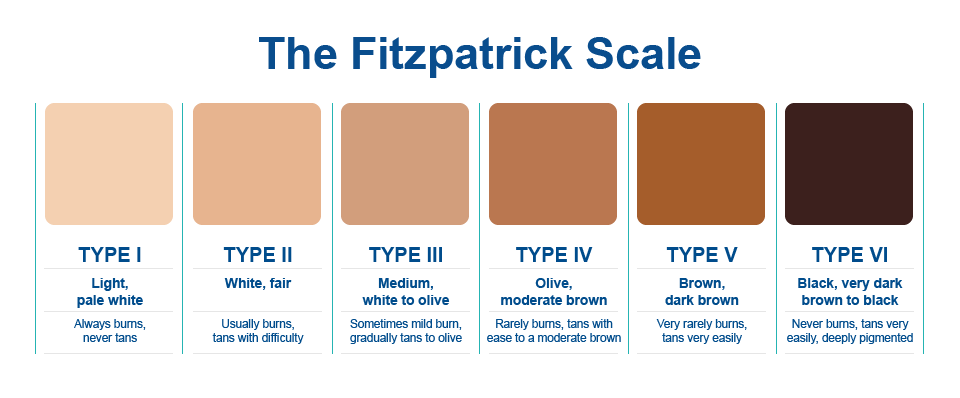 The Fitzpatrick Scale
TYPE I
Light,
pale white
Always burns,
never tans
TYPE II
White, fair
Usually burns,
tans with difficulty
TYPE III
Medium,
white to olive
Sometimes mild burn,
gradually tans to olive
TYPE IV
Olive,
moderate brown
Rarely burns, tans with
ease to a moderate brown
TYPE V
Brown,
dark brown
Very rarely burns,
tans very easily
TYPE VI
Black, very dark
brown to black
Never burns, tans very
easily, deeply pigmented